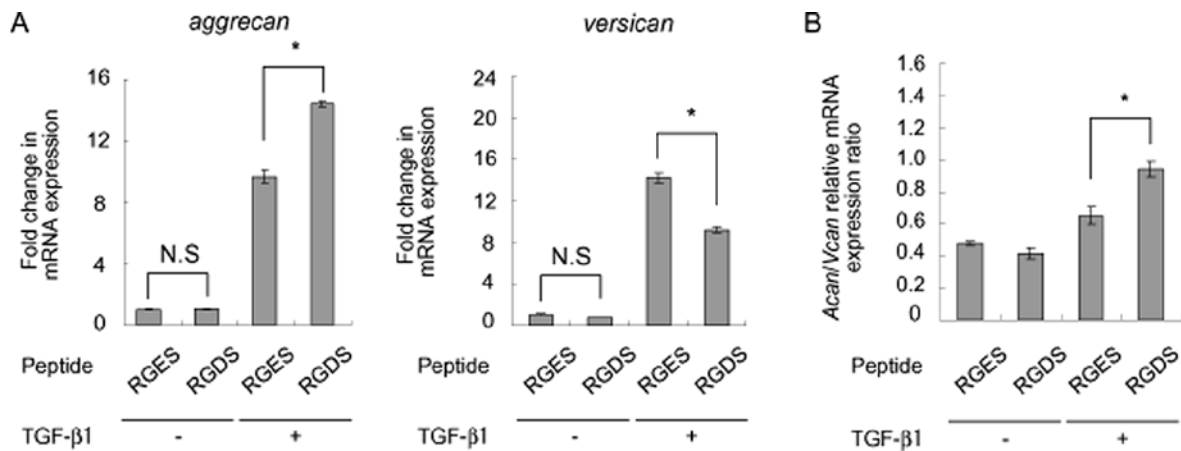 A
aggrecan
versican
B
Fold change in
mRNA expression
16
12
8
4
0
N.S
*
Fold change in
mRNA expression
24
20
16
12
8
4
0
N.S
*
Acan/Vcan relative mRNA
expression ratio
1.6
1.4
1.2
1.0
0.8
0.6
0.4
0.2
0
*
Peptide RGES RGDS RGES RGDS RGES RGDS RGES RGDS Peptide RGES RGDS RGES RGDS
TGF-β1 - + - + TGF-β1 - +